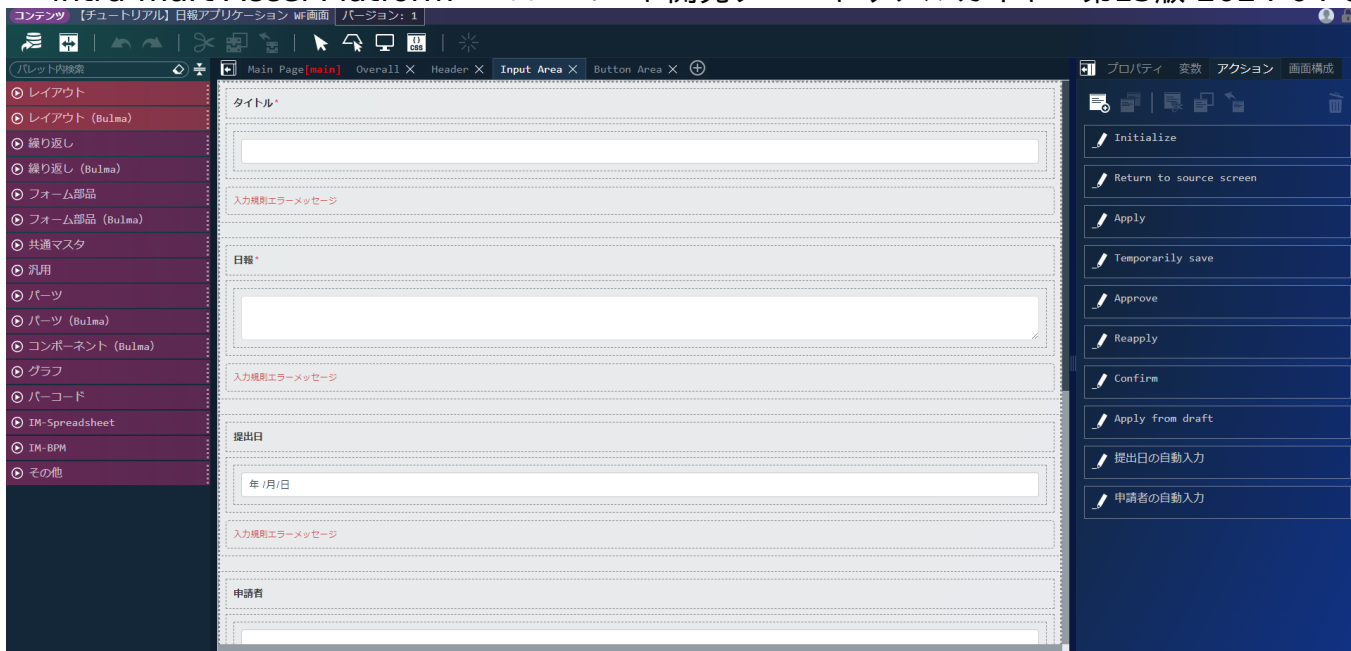 コンテンツ 【チュートリアル】日報アプリケーション WF画面 バージョン: 1
パレット内検索
Main Page[main] Overall Header Input Area Button Area
プロパティ 変数 アクション 画面構成
レイアウト
レイアウト (Bulma)
繰り返し
繰り返し (Bulma)
フォーム部品
フォーム部品 (Bulma)
共通マスタ
汎用
パーツ
パーツ (Bulma)
コンポーネント (Bulma)
グラフ
バーコード
IM-Spreadsheet
IM-BPM
その他
タイトル*
入力規則エラーメッセージ
日報*
入力規則エラーメッセージ
提出日
年 /月/日
入力規則エラーメッセージ
申請者
Initialize
Return to source screen
Apply
Temporarily save
Approve
Reapply
Confirm
Apply from draft
提出日の自動入力
申請者の自動入力